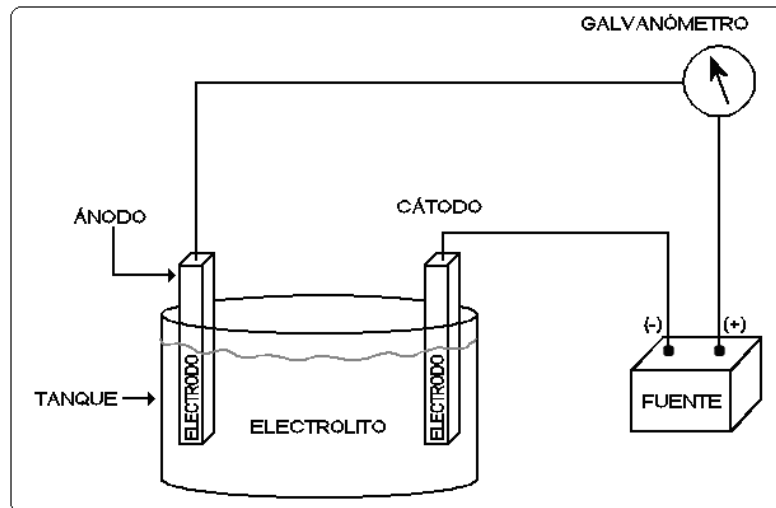 GALVANÓMETRO
ÁNODO
CÁTODO
(-) (+)
TANQUE
ELECTRODO
ELECTROLITO
ELECTRODO
FUENTE